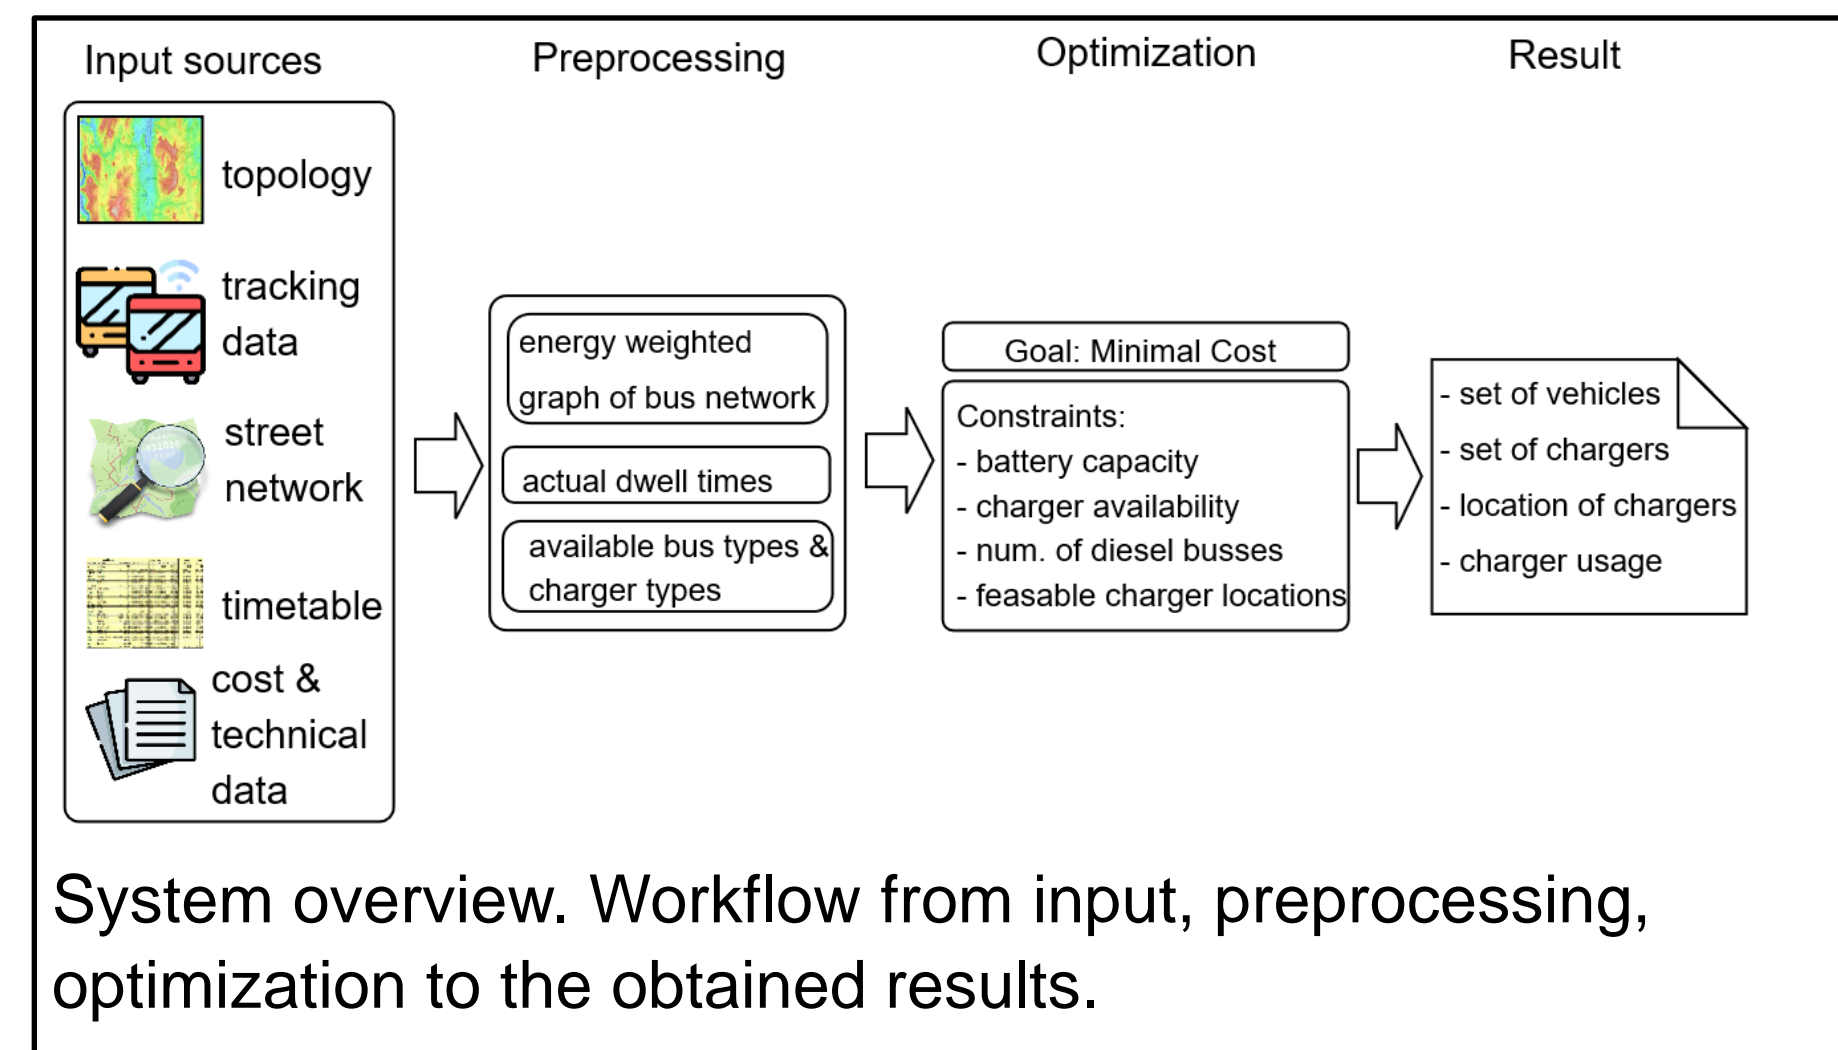 Input sources
topology
tracking
data
street
network
timetable
cost &
technical
data
Preprocessing
energy weighted
graph of bus network
actual dwell times
available bus types &
charger types
Optimization
Goal: Minimal Cost
Constraints:
- battery capacity
- charger availability
- num. of diesel busses
- feasable charger locations
Result
- set of vehicles
- set of chargers
- location of chargers
- charger usage
System overview. Workflow from input, preprocessing,
optimization to the obtained results.